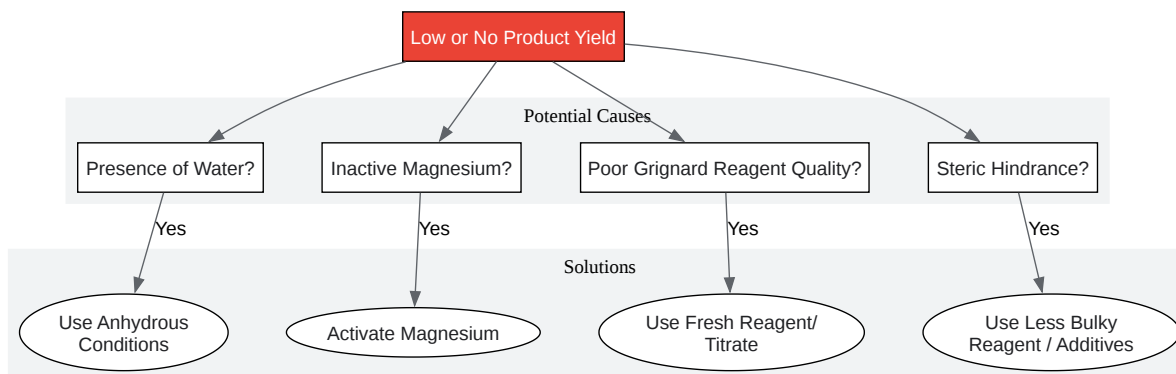 Low or No Product Yield
Potential Causes
Presence of Water?
Inactive Magnesium?
Poor Grignard Reagent Quality?
Steric Hindrance?
Yes
Yes
Yes
Yes
Solutions
Use Anhydrous
Conditions
Activate Magnesium
Use Fresh Reagent/
Titrate
Use Less Bulky
Reagent / Additives